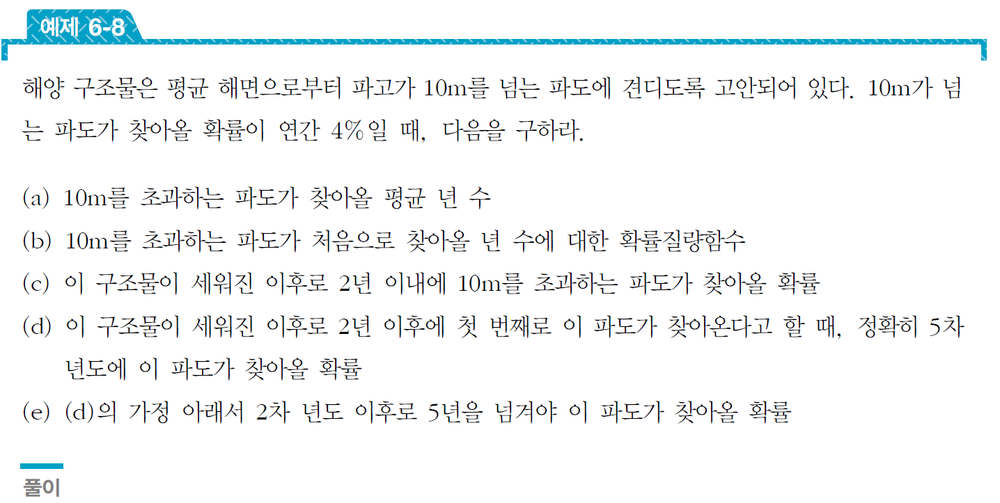 예제 6-8
해양 구조물은 평균 해면으로부터 파고가 10m를 넘는 파도에 견디도록 고안되어 있다. 10m가 넘
는 파도가 찾아올 확률이 연간 4%일 때, 다음을 구하라.
(a) 10m를 초과하는 파도가 찾아올 평균 년 수
(b) 10m를 초과하는 파도가 처음으로 찾아올 년 수에 대한 확률질량함수
(c) 이 구조물이 세워진 이후로 2년 이내에 10m를 초과하는 파도가 찾아올 확률
(d) 이 구조물이 세워진 이후로 2년 이후에 첫 번째로 이 파도가 찾아온다고 할 때, 정확히 5차
년도에 이 파도가 찾아올 확률
(e) (d)의 가정 아래서 2차 년도 이후로 5년을 넘겨야 이 파도가 찾아올 확률
풀이